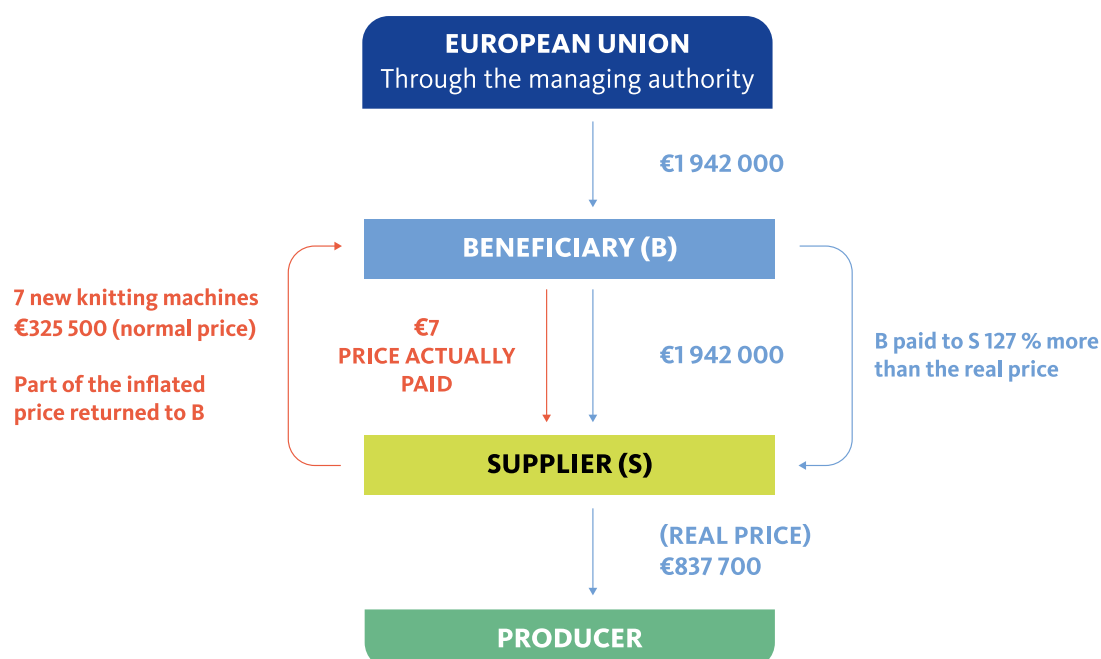 EUROPEAN UNION
Through the managing authority
€1 942 000
BENEFICIARY (B)
7 new knitting machines
€325 500 (normal price)
Part of the inflated
price returned to B
€7
PRICE ACTUALLY
PAID
€1 942 000
B paid to S 127 % more
than the real price
SUPPLIER (S)
(REAL PRICE)
€837 700
PRODUCER